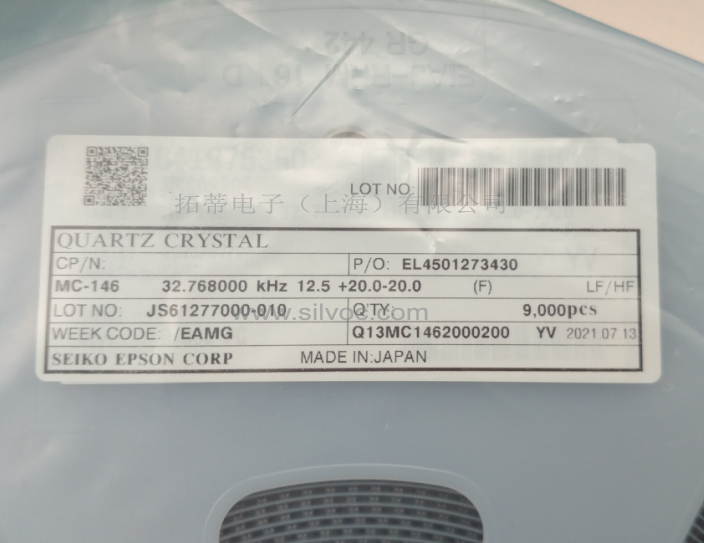 GR 442
LOT NO:
拓蒂电子（上海）有限公司
QUARTZ CRYSTAL
CP/N: P/O: EL4501273430
MC-146 32.768000 kHz 12.5 +20.0-20.0 (F) LF/HF
LOT NO: JS61277000-010 Q'TY: 9,000pcs
www.silvoc.com
WEEK CODE: /EAMG Q13MC1462000200 YV 2021.07.13
SEIKO EPSON CORP MADE IN:JAPAN